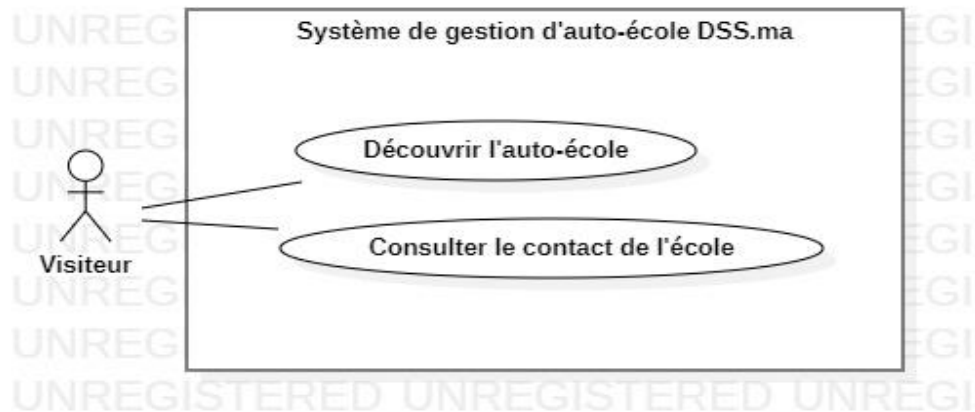 Système de gestion d'auto-école DSS.ma
Découvrir l'auto-école
Consulter le contact de l'école
Visiteur
UNREGISTERED UNREGISTERED UNREGI